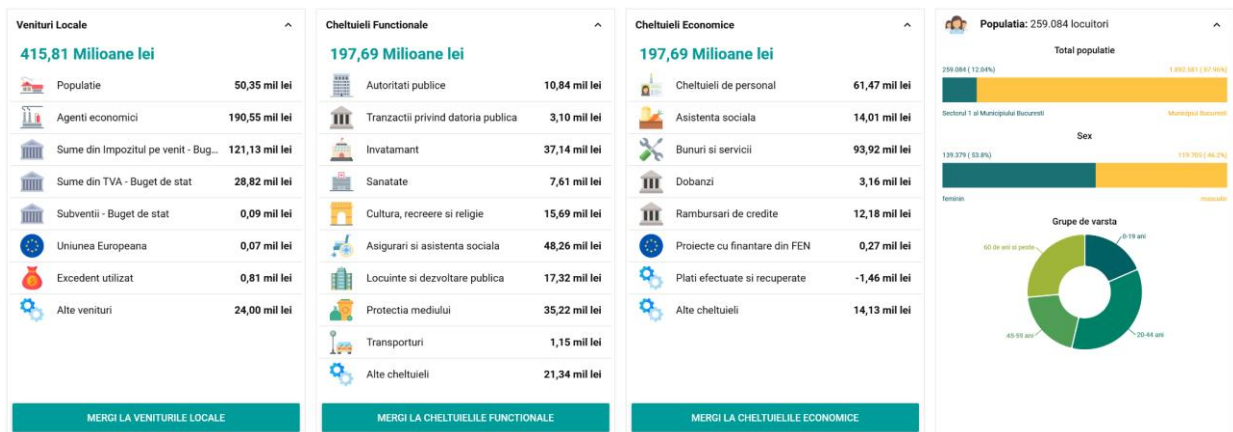 Venituri Locale
415,81 Milioane lei
Populatie 50,35 mil lei
Agenti economici 190,55 mil lei
Sume din Impozitul pe venit - Bug... 121,13 mil lei
Sume din TVA - Buget de stat 28,82 mil lei
Subventii - Buget de stat 0,09 mil lei
Uniunea Europeana 0,07 mil lei
Excedent utilizat 0,81 mil lei
Alte venituri 24,00 mil lei
MERGI LA VENITURILE LOCALE
Cheltuieli Functionale
197,69 Milioane lei
Autoritati publice 10,84 mil lei
Tranzactii privind datoria publica 3,10 mil lei
Invatamant 37,14 mil lei
Sanatate 7,61 mil lei
Cultura, recreere si religie 15,69 mil lei
Asigurari si asistenta sociala 48,26 mil lei
Locuinte si dezvoltare publica 17,32 mil lei
Protectia mediului 35,22 mil lei
Transporturi 1,15 mil lei
Alte cheltuieli 21,34 mil lei
MERGI LA CHELTUIELILE FUNCTIONALE
Cheltuieli Economice
197,69 Milioane lei
Cheltuieli de personal 61,47 mil lei
Asistenta sociala 14,01 mil lei
Bunuri si servicii 93,92 mil lei
Dobanzi 3,16 mil lei
Rambursari de credite 12,18 mil lei
Proiecte cu finantare din FEN 0,27 mil lei
Plati efectuate si recuperate -1,46 mil lei
Alte cheltuieli 14,13 mil lei
MERGI LA CHELTUIELILE ECONOMICE
Populatia: 259.084 locuitori
Total populatie
259.084 ( 12.04%)
Sectorul 1 al Municipiului Bucuresti Municipiul Bucuresti
Sex
139.379 ( 53.8%) 119.705 ( 46.2%)
feminin masculin
Grupe de varsta
0-19 ani
60 de ani si peste
45-59 ani
20-44 ani